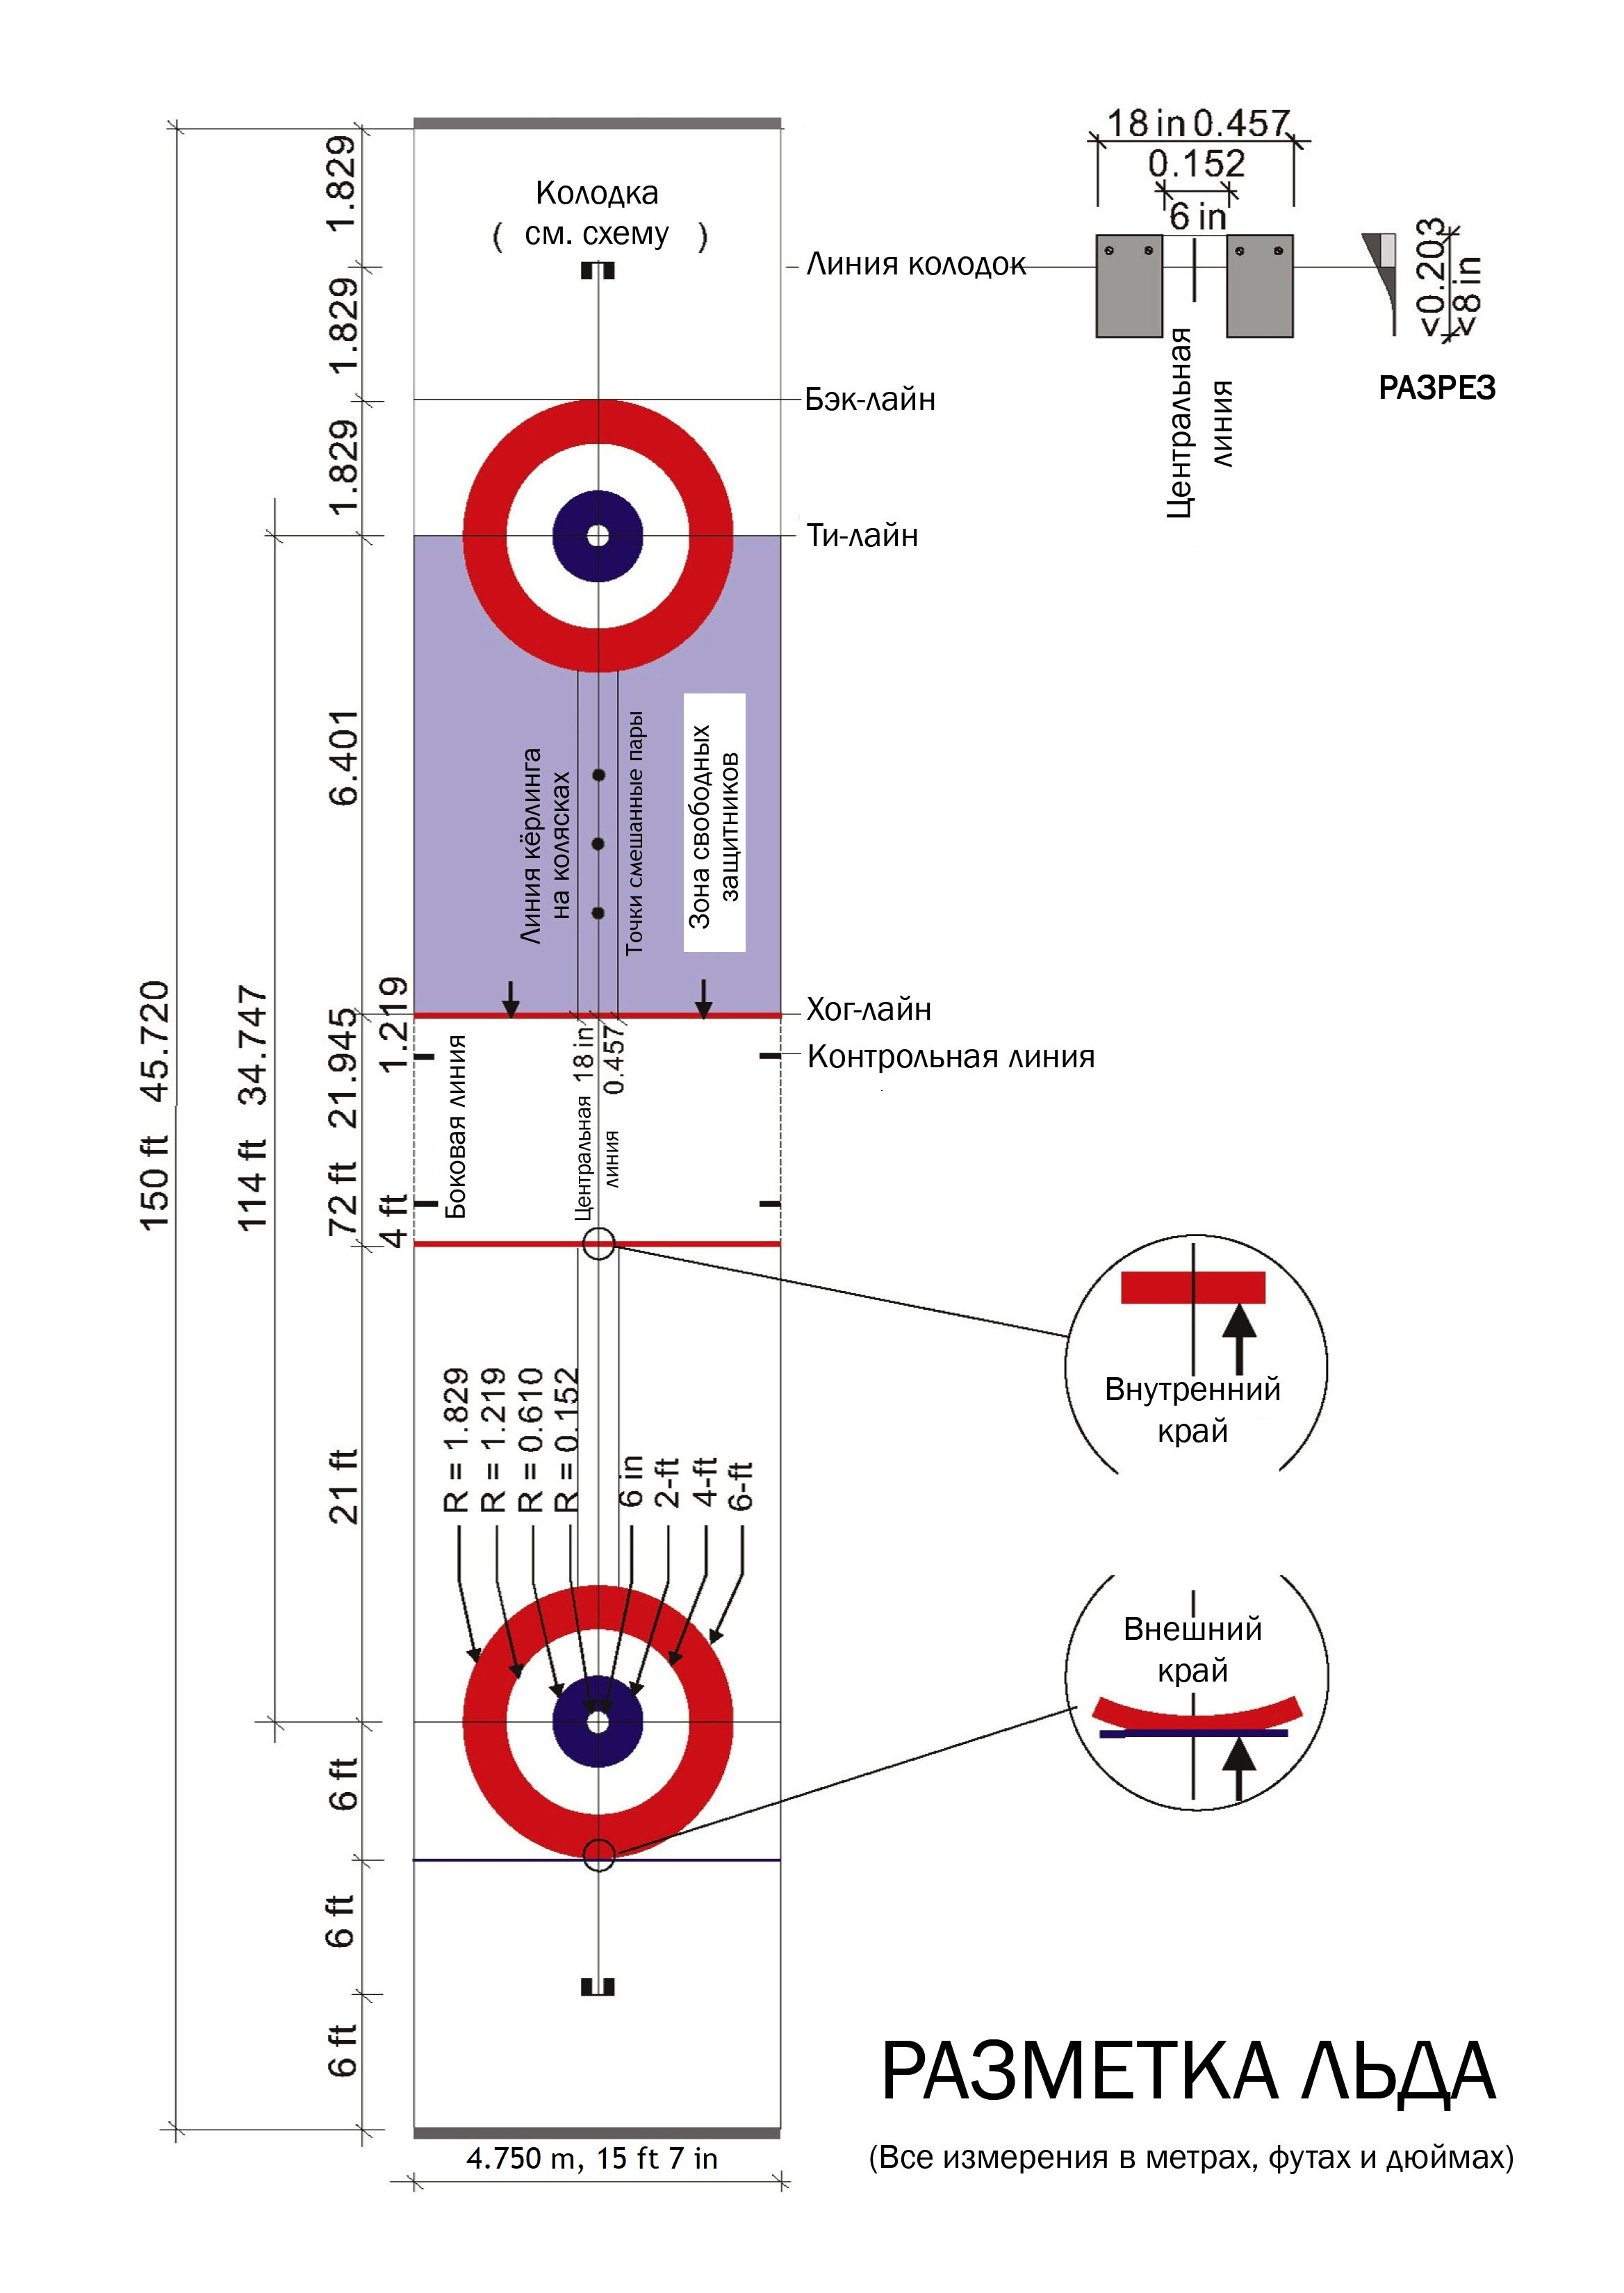 18 in 0.457
0.152
6 in
1.829
Колодка
( см. схему )
Линия колодок
<0.203
<8 in
Центральная
линия
РАЗРЕЗ
1.829
Бэк-лайн
1.829
Ти-лайн
6.401
Линия кёрлинга
на колясках
Точки смешанные пары
Зона свободных
защитников
Хог-лайн
Контрольная линия
150 ft 45.720
114 ft 34.747
72 ft 21.945
4 ft 1.219
Боковая линия
Центральная 18 in
линия 0.457
Внутренний
край
21 ft
R = 1.829
R = 1.219
R = 0.610
R = 0.152
6 in
2-ft
4-ft
6-ft
Внешний
край
6 ft
6 ft
6 ft
4.750 m, 15 ft 7 in
РАЗМЕТКА ЛЬДА
(Все измерения в метрах, футах и дюймах)